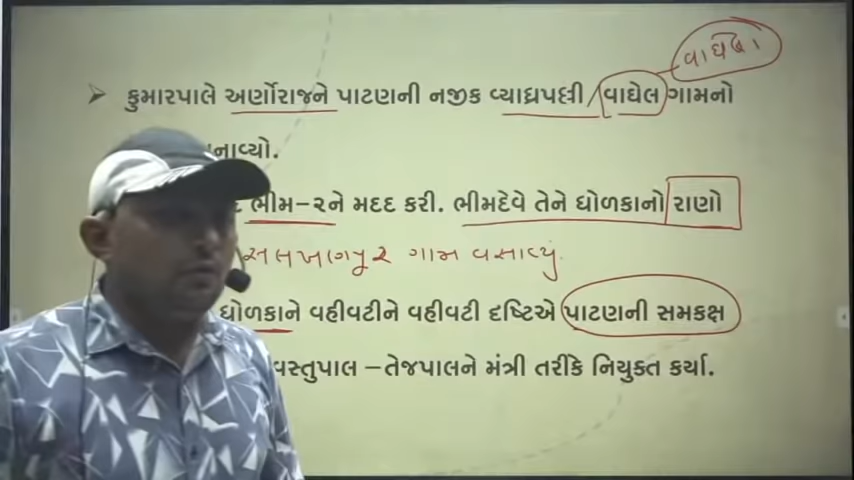 વાઘેલા
કુમારપાલે અર્ણોરાજને પાટણની નજીક વ્યાઘ્રપલ્લી / વાઘેલ ગામનો
નાવ્યો.
ભીમ-૨ને મદદ કરી. ભીમદેવે તેને ધોળકાનો રાણો
સલખણપુર ગામ વસાવ્યુ
ધોળકાને વહીવટીને વહીવટી દષ્ટિએ પાટણની સમકક્ષ
વસ્તુપાલ – તેજપાલને મંત્રી તરીકે નિયુક્ત કર્યા.